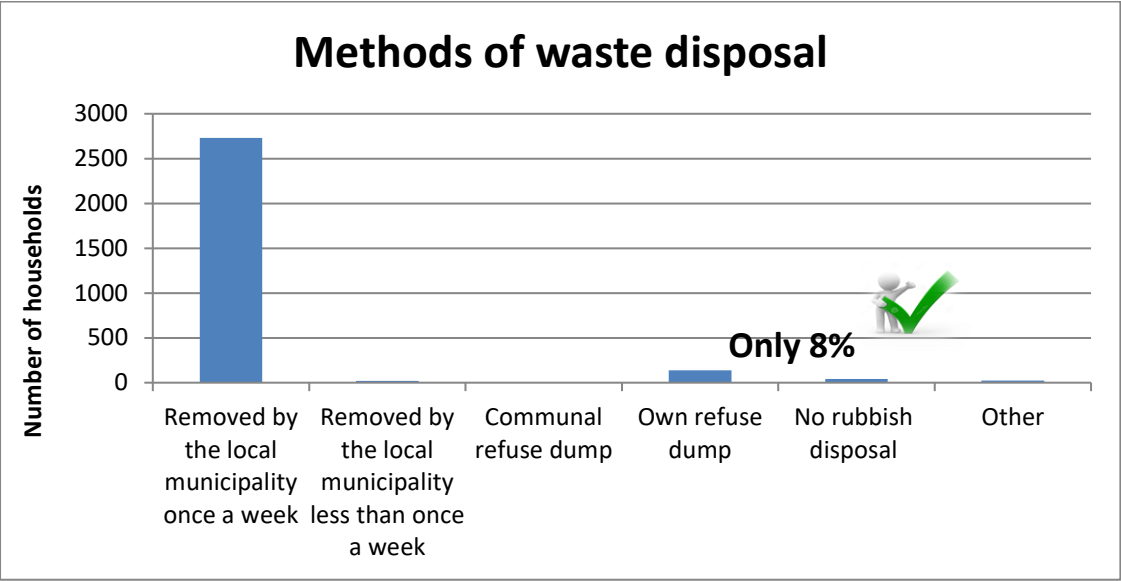 Methods of waste disposal
Number of households
3000
2500
2000
1500
1000
500
0
Only 8%
Removed by
the local
municipality
once a week
Removed by
the local
municipality
less than once
a week
Communal
refuse dump
Own refuse
dump
No rubbish
disposal
Other